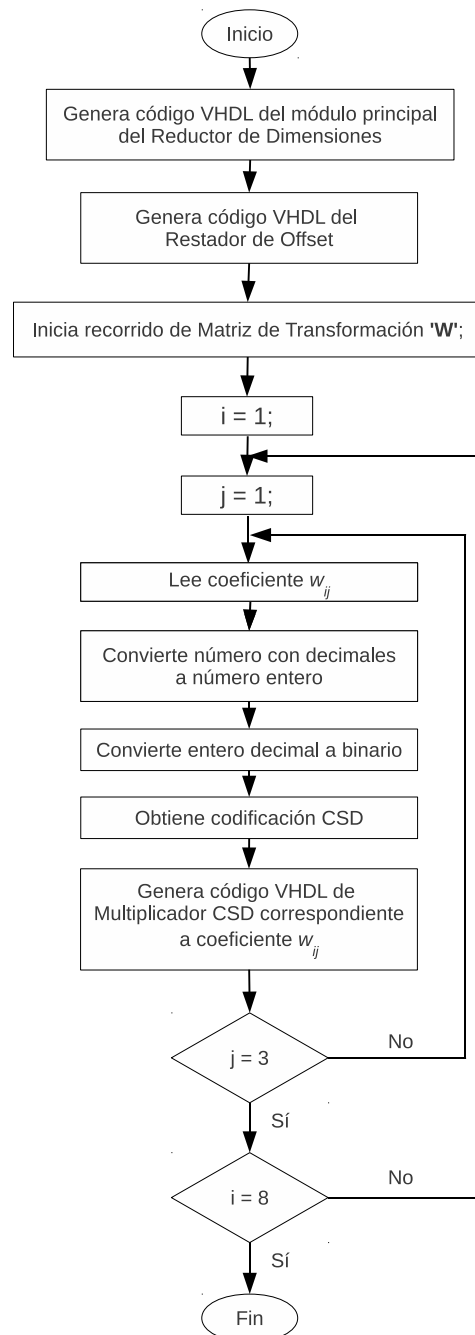 Inicio
Genera código VHDL del módulo principal
del Reductor de Dimensiones
Genera código VHDL del
Restador de Offset
Inicia recorrido de Matriz de Transformación 'W';
i = 1;
j = 1;
Lee coeficiente w_ij
Convierte número con decimales
a número entero
Convierte entero decimal a binario
Obtiene codificación CSD
Genera código VHDL de
Multiplicador CSD correspondiente
a coeficiente w_ij
j = 3
No
Sí
i = 8
No
Sí
Fin